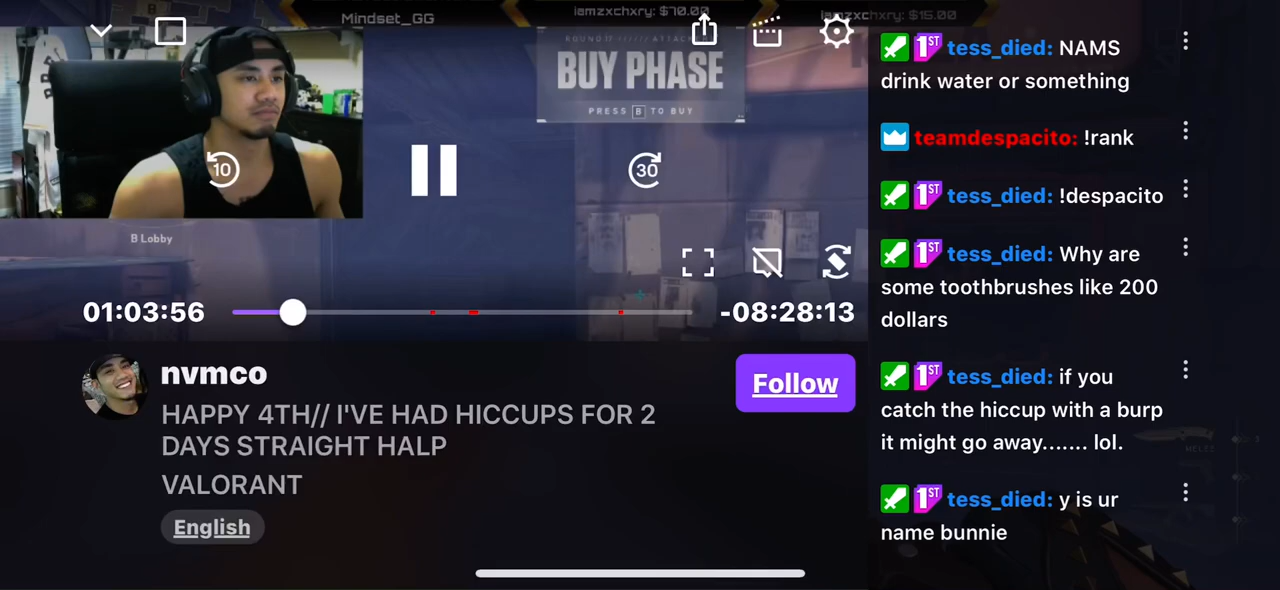 Mindset_GG
iamzxchxry: $70.00
iamzxchxry: $15.00
BUY PHASE
PRESS B TO BUY
10
30
B Lobby
01:03:56
-08:28:13
nvmco
Follow
HAPPY 4TH// I'VE HAD HICCUPS FOR 2
DAYS STRAIGHT HALP
VALORANT
English
1ST tess_died: NAMS
drink water or something
teamdespacito: !rank
1ST tess_died: !despacito
1ST tess_died: Why are
some toothbrushes like 200
dollars
1ST tess_died: if you
catch the hiccup with a burp
it might go away....... lol.
MELEE
1ST tess_died: y is ur
name bunnie